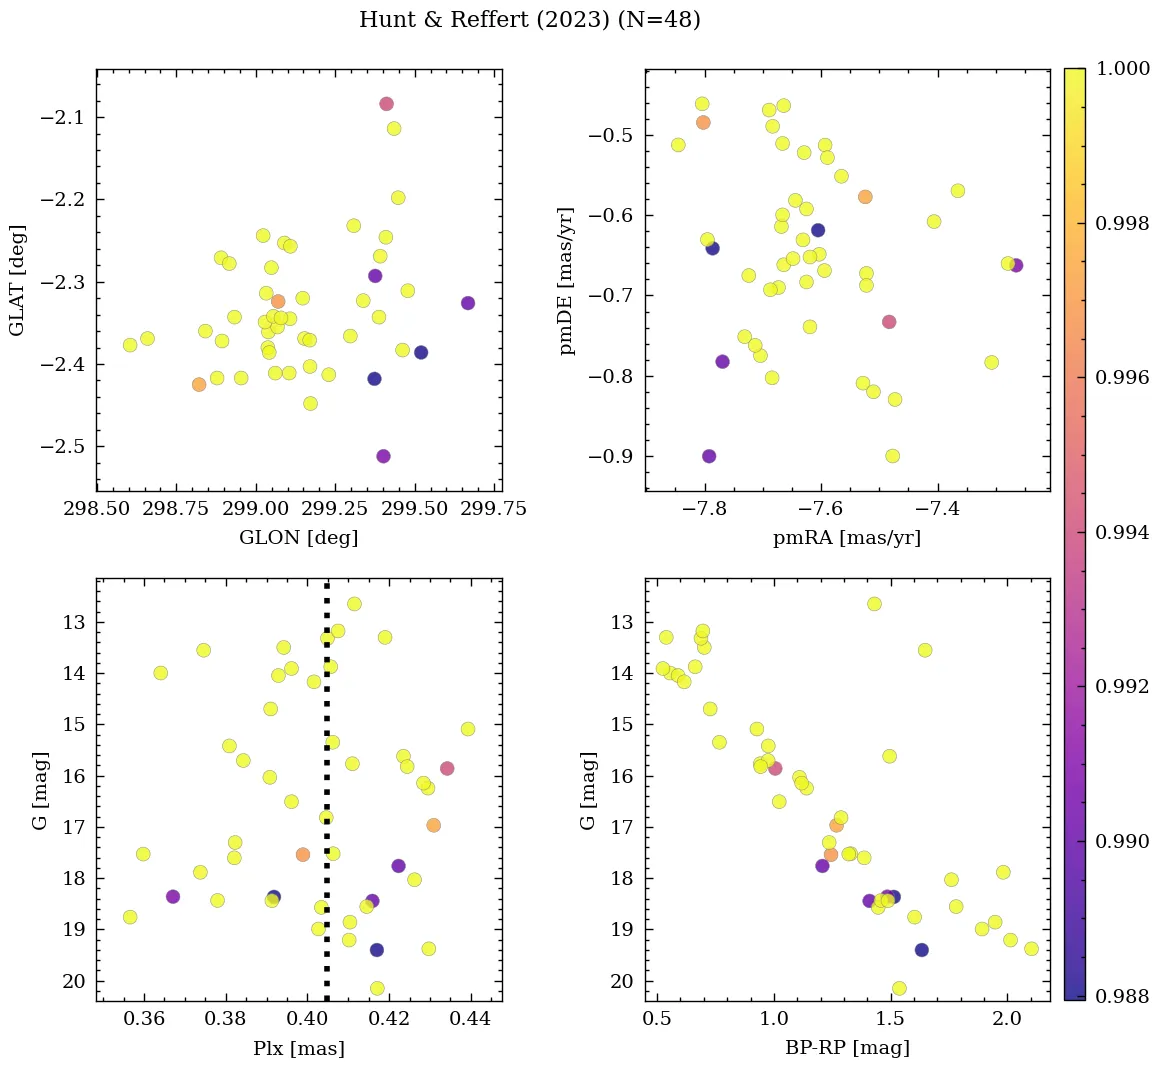 Hunt & Reffert (2023) (N=48)
−2.1
−2.2
−2.3
−2.4
−2.5
GLAT [deg]
298.50 298.75 299.00 299.25 299.50 299.75
GLON [deg]
−0.5
−0.6
−0.7
−0.8
−0.9
pmDE [mas/yr]
−7.8 −7.6 −7.4
pmRA [mas/yr]
13
14
15
16
17
18
19
20
G [mag]
0.36 0.38 0.40 0.42 0.44
Plx [mas]
13
14
15
16
17
18
19
20
G [mag]
0.5 1.0 1.5 2.0
BP-RP [mag]
1.000
0.998
0.996
0.994
0.992
0.990
0.988